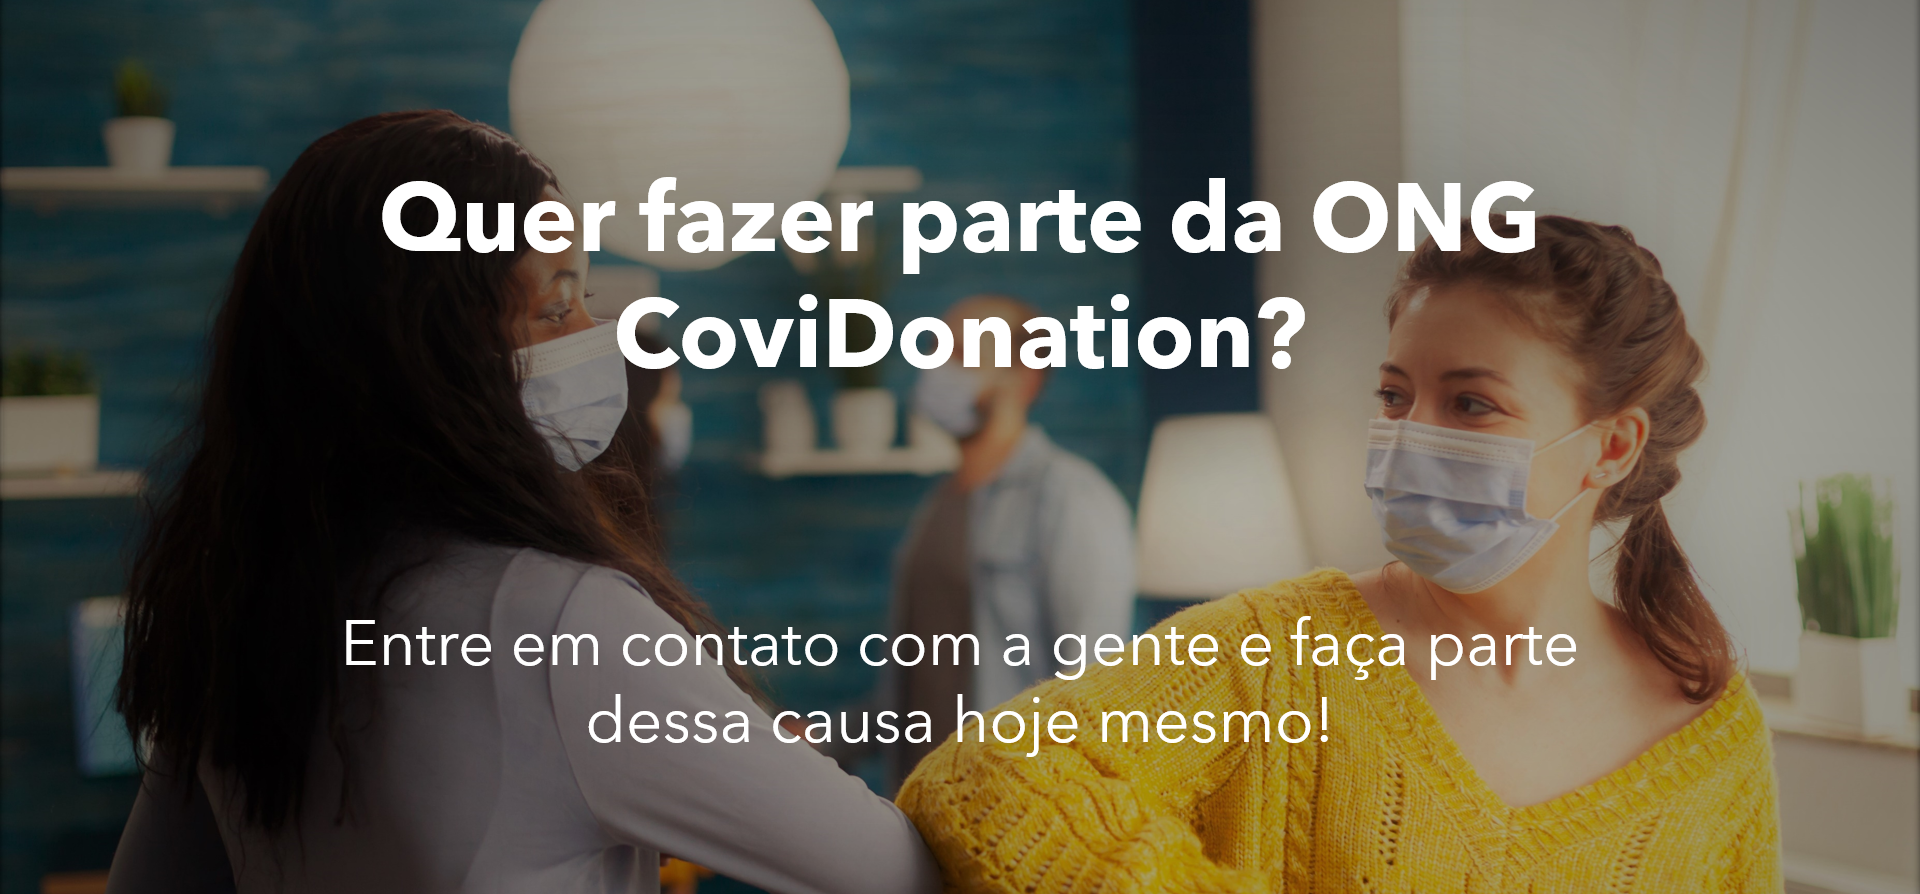 Quer fazer parte da ONG
CoviDonation?
Entre em contato com a gente e faça parte
dessa causa hoje mesmo!